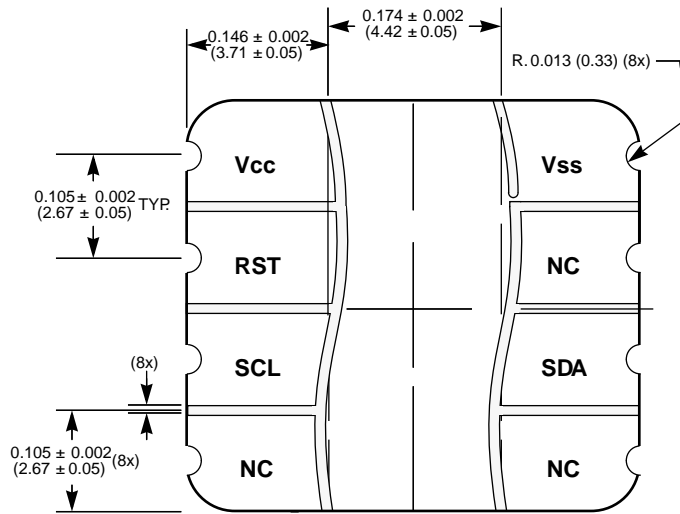 0.146 ± 0.002
(3.71 ± 0.05)
0.174 ± 0.002
(4.42 ± 0.05)
R. 0.013 (0.33) (8x)
Vcc
Vss
0.105 ± 0.002 TYP.
(2.67 ± 0.05)
RST
NC
SCL
SDA
(8x)
0.105 ± 0.002 (8x)
(2.67 ± 0.05)
NC
NC